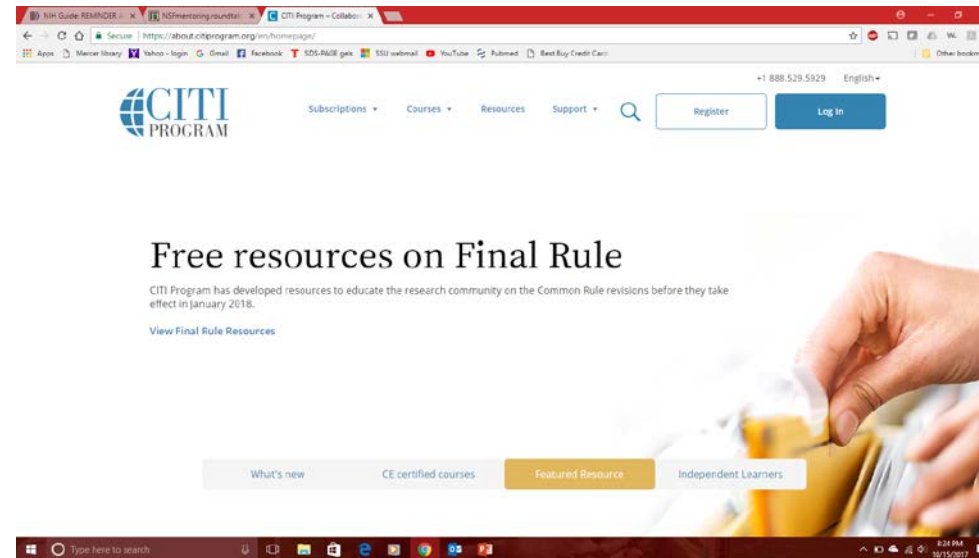 NIH Guide: REMINDER A
NSFmentoring.roundtab
CITI Program – Collabor
Secure
https://about.citiprogram.org/en/homepage/
Apps
Mercer library
Yahoo - login
Gmail
Facebook
SDS-PAGE gels
SSU webmail
YouTube
Pubmed
Best Buy Credit Card
Other bookm
+1 888.529.5929
English
CITI
PROGRAM
Subscriptions
Courses
Resources
Support
Register
Log In
Free resources on Final Rule
CITI Program has developed resources to educate the research community on the Common Rule revisions before they take
effect in January 2018.
View Final Rule Resources
What's new
CE certified courses
Featured Resource
Independent Learners
Type here to search
8:24 PM
10/15/2017